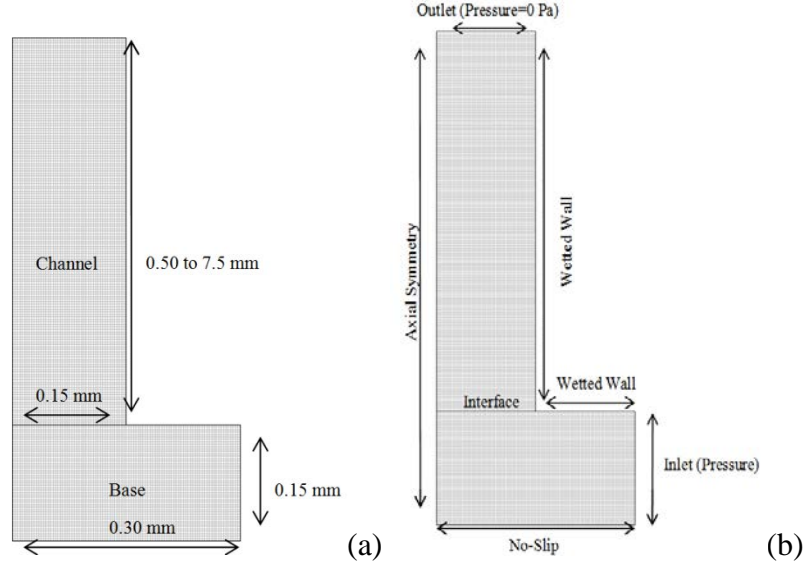 Channel
0.50 to 7.5 mm
0.15 mm
Base
0.15 mm
0.30 mm
(a)
Outlet (Pressure=0 Pa)
Axial Symmetry
Wetted Wall
Wetted Wall
Interface
Inlet (Pressure)
No-Slip
(b)